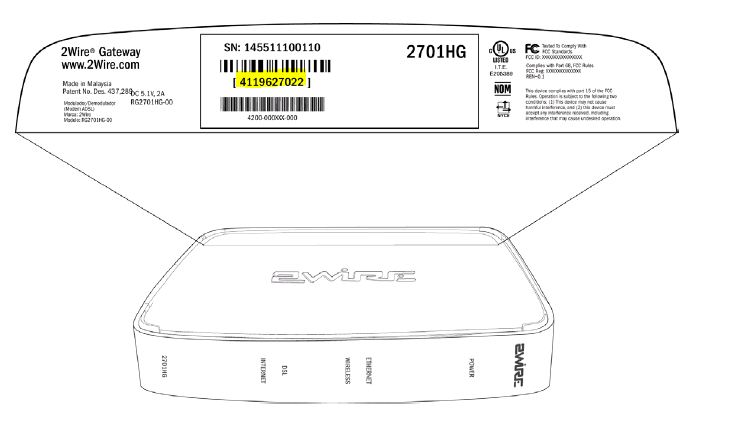 2Wire® Gateway
www.2Wire.com
Made in Malaysia
Patent No. Des. 437,288
DC 5.1V, 2A
RG2701HG-00
Modulador/Demodulador
(Modem ADSL)
Marca: 2Wire
Modelo: RG2701HG-00
SN: 145511100110
[ 4119627022 ]
4200-000XXX-000
2701HG
C UL US
LISTED
I.T.E.
E206389
NOM
NYCE
FC Tested To Comply With
FCC Standards
FCC ID: XXXXXXXXXXXXXXX
Complies with Part 68, FCC Rules
FCC Reg: XXXXXXXXXXXXX
REN=0.1
This device complies with part 15 of the FCC
Rules. Operation is subject to the following two
conditions: (1) This device may not cause
harmful interference, and (2) this device must
accept any interference received, including
interference that may cause undesired operation.
2WIRE
2701HG
INTERNET
DSL
WIRELESS
ETHERNET
POWER
2WIRE